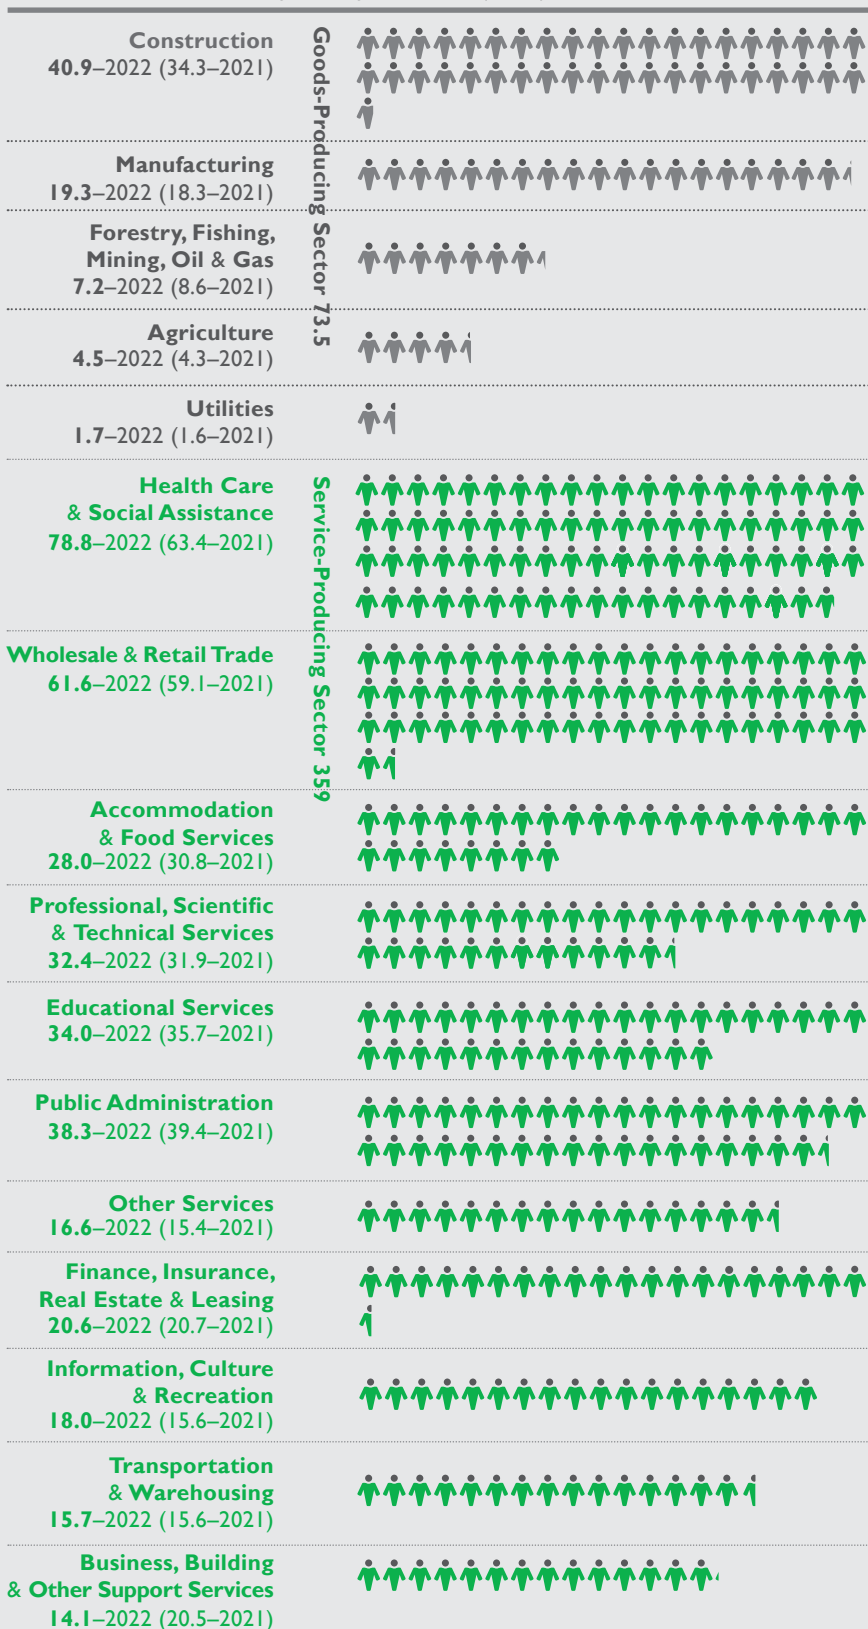 Construction
40.9–2022 (34.3–2021)
Goods-Producing Sector 73.5
Manufacturing
19.3–2022 (18.3–2021)
Forestry, Fishing,
Mining, Oil & Gas
7.2–2022 (8.6–2021)
Agriculture
4.5–2022 (4.3–2021)
Utilities
1.7–2022 (1.6–2021)
Health Care
& Social Assistance
78.8–2022 (63.4–2021)
Service-Producing Sector 359
Wholesale & Retail Trade
61.6–2022 (59.1–2021)
Accommodation
& Food Services
28.0–2022 (30.8–2021)
Professional, Scientific
& Technical Services
32.4–2022 (31.9–2021)
Educational Services
34.0–2022 (35.7–2021)
Public Administration
38.3–2022 (39.4–2021)
Other Services
16.6–2022 (15.4–2021)
Finance, Insurance,
Real Estate & Leasing
20.6–2022 (20.7–2021)
Information, Culture
& Recreation
18.0–2022 (15.6–2021)
Transportation
& Warehousing
15.7–2022 (15.6–2021)
Business, Building
& Other Support Services
14.1–2022 (20.5–2021)